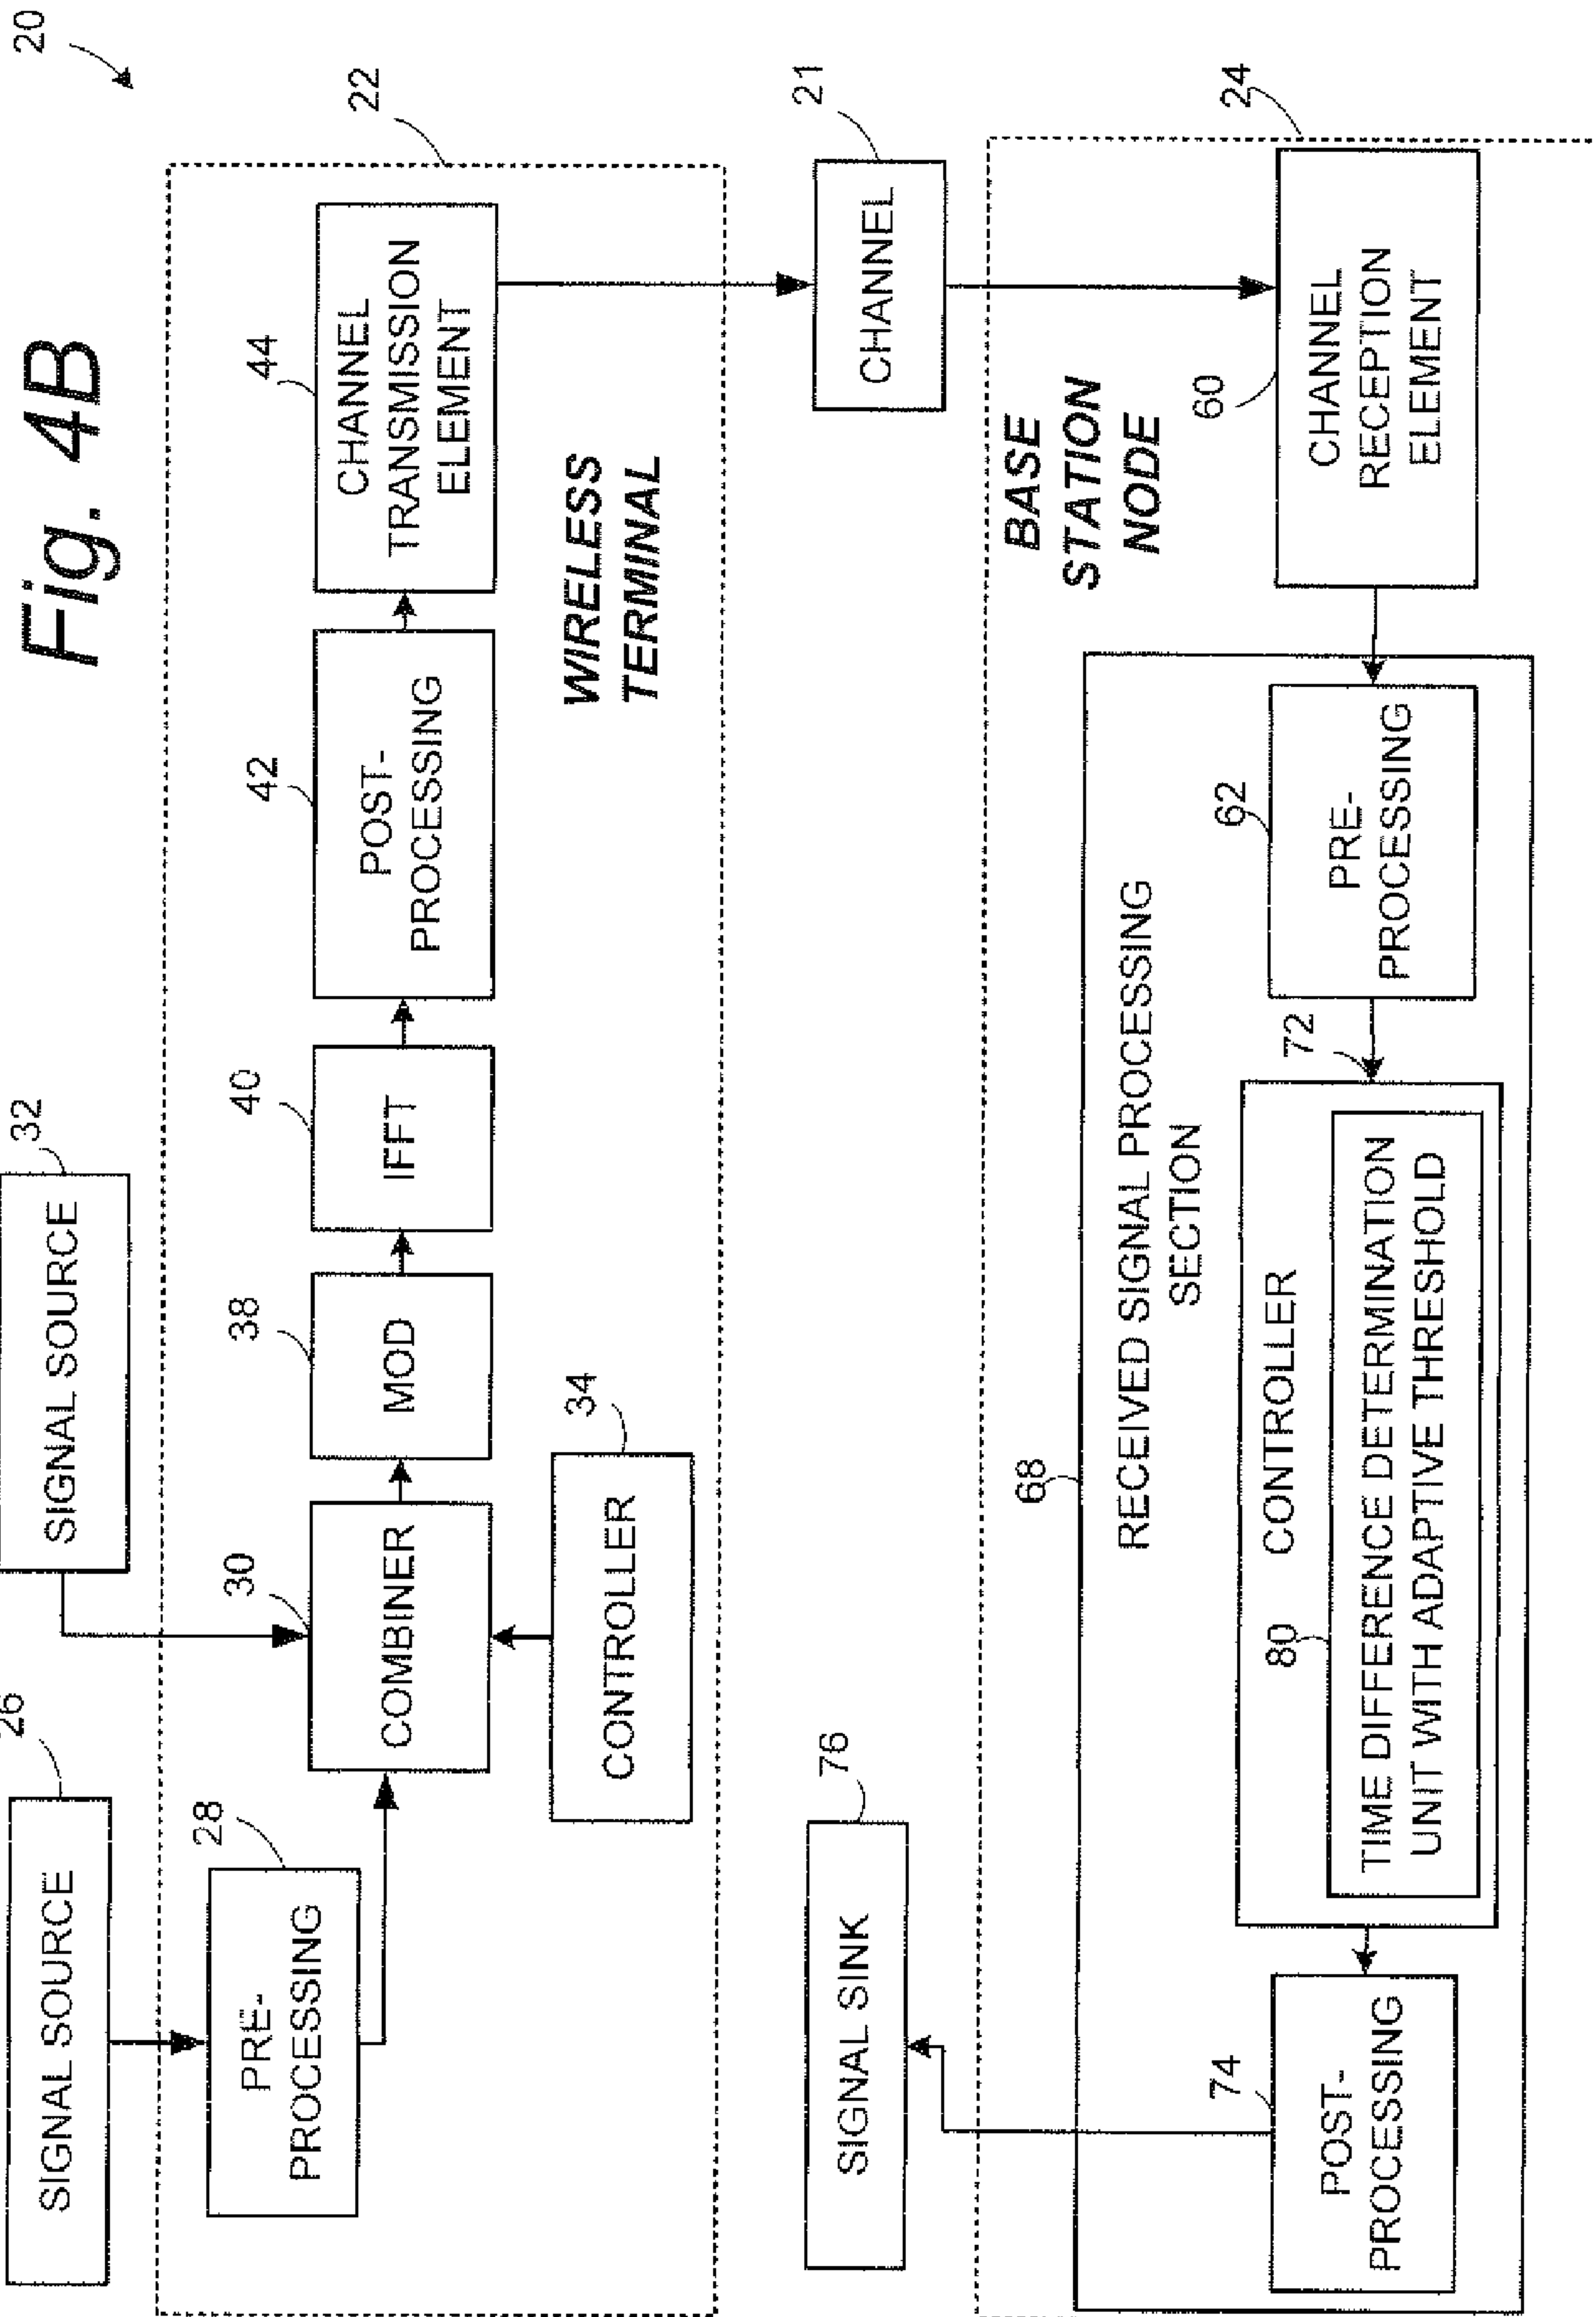 Fig. 4B
20
26
SIGNAL SOURCE
32
SIGNAL SOURCE
22
28
PRE-
PROCESSING
30
COMBINER
34
CONTROLLER
38
MOD
40
IFFT
42
POST-
PROCESSING
44
CHANNEL
TRANSMISSION
ELEMENT
WIRELESS
TERMINAL
21
CHANNEL
76
SIGNAL SINK
24
BASE
STATION
NODE
60
CHANNEL
RECEPTION
ELEMENT
68
RECEIVED SIGNAL PROCESSING
SECTION
62
PRE-
PROCESSING
72
CONTROLLER
80
TIME DIFFERENCE DETERMINATION
UNIT WITH ADAPTIVE THRESHOLD
74
POST-
PROCESSING